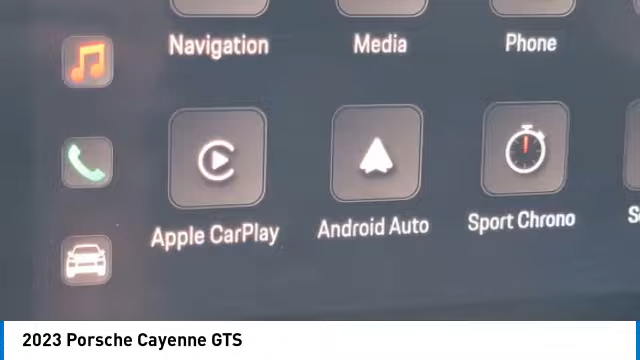 Navigation
Media
Phone
Apple CarPlay
Android Auto
Sport Chrono
2023 Porsche Cayenne GTS